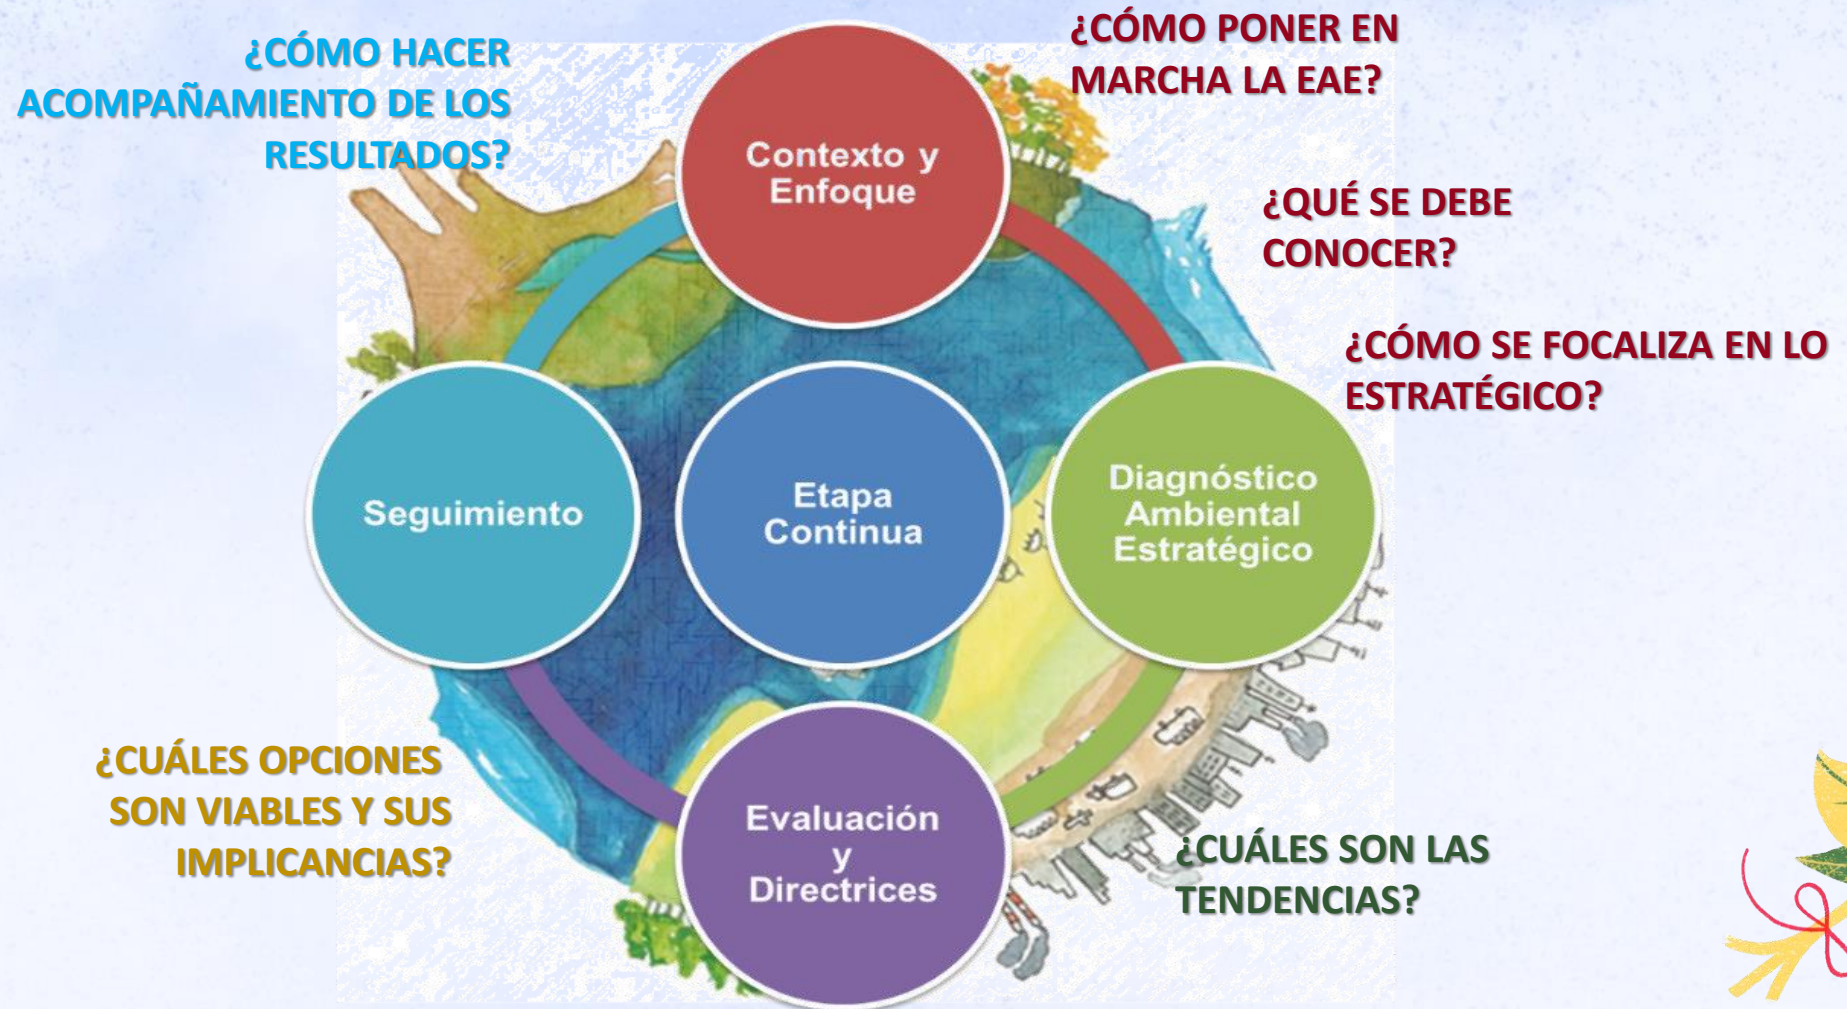 ¿CÓMO HACER
ACOMPAÑAMIENTO DE LOS
RESULTADOS?
¿CÓMO PONER EN
MARCHA LA EAE?
Contexto y
Enfoque
¿QUÉ SE DEBE
CONOCER?
¿CÓMO SE FOCALIZA EN LO
ESTRATÉGICO?
Seguimiento
Etapa
Continua
Diagnóstico
Ambiental
Estratégico
¿CUÁLES OPCIONES
SON VIABLES Y SUS
IMPLICANCIAS?
Evaluación
y
Directrices
¿CUÁLES SON LAS
TENDENCIAS?